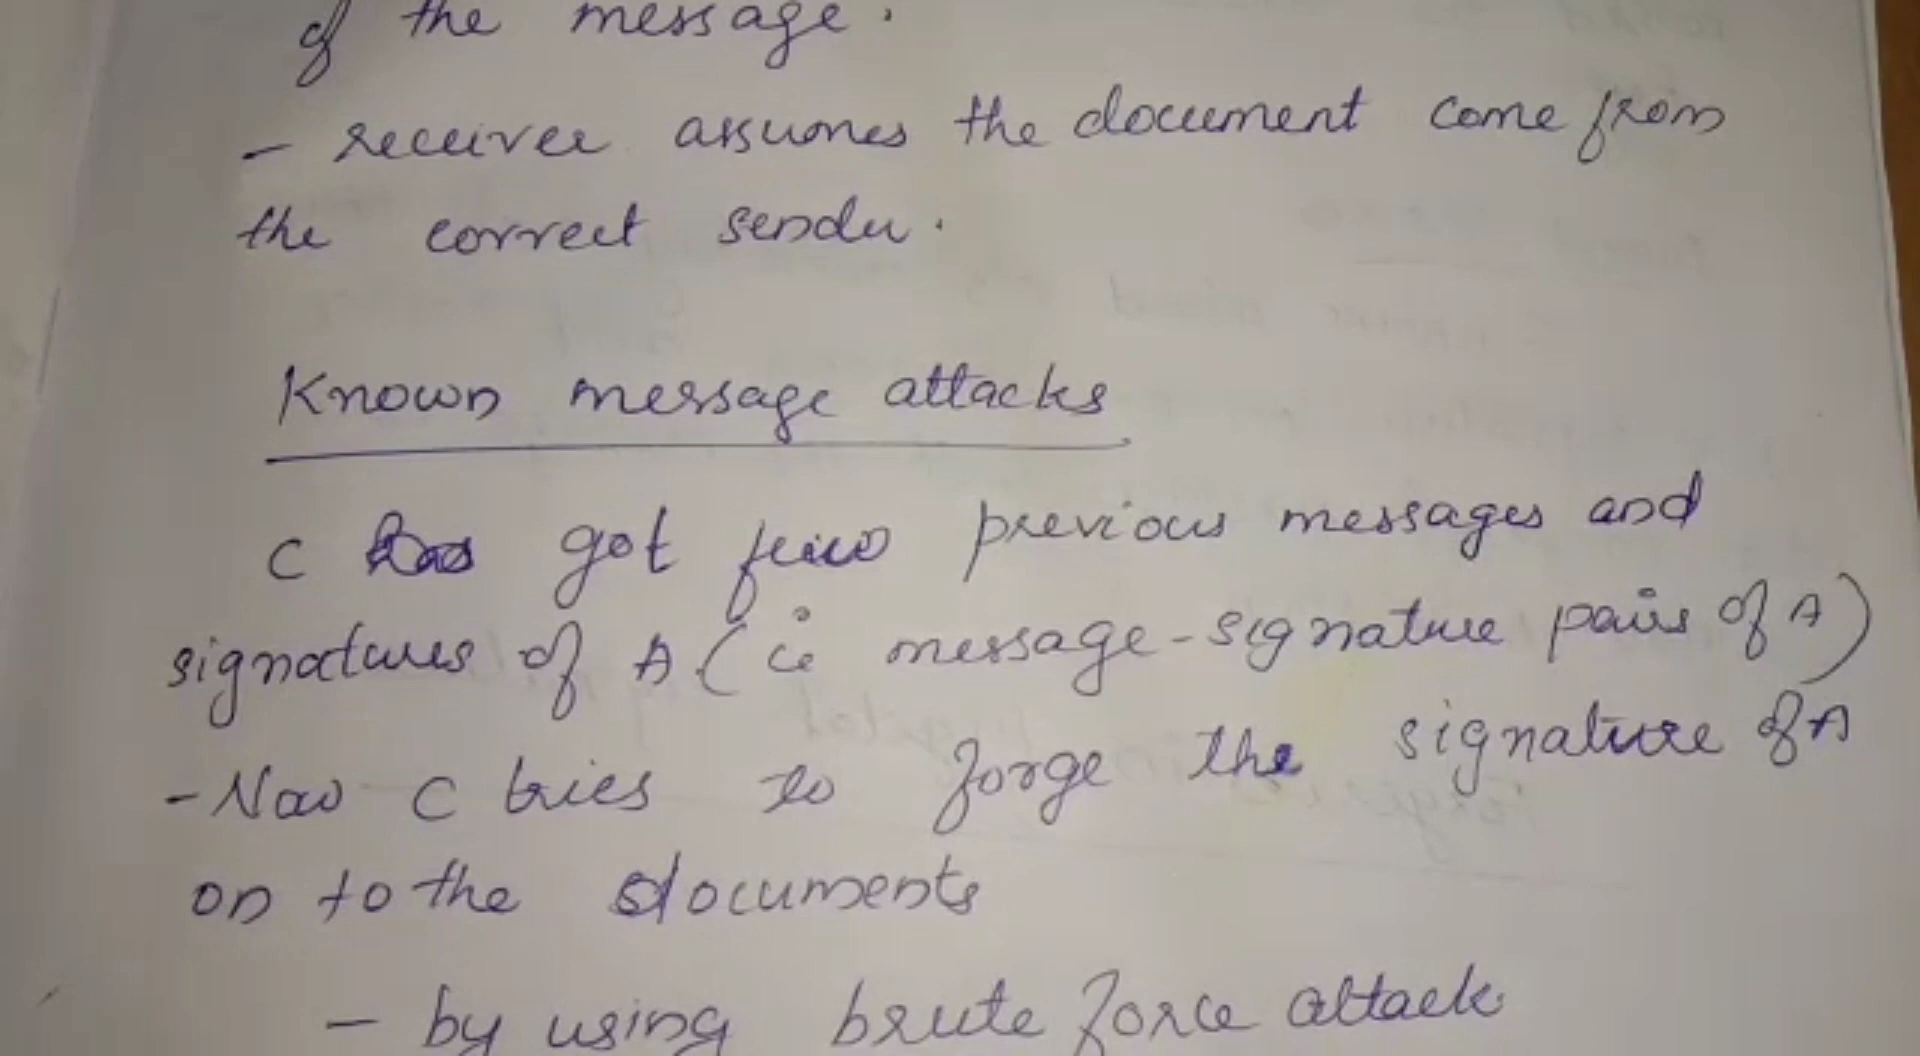 of the message.
- receiver assumes the document come from
the correct sender.
Known message attacks
C has got few previous messages and
signatures of A (ie message-signature pairs of A)
- Now C tries to forge the signature of A
on to the documents
- by using brute force attack